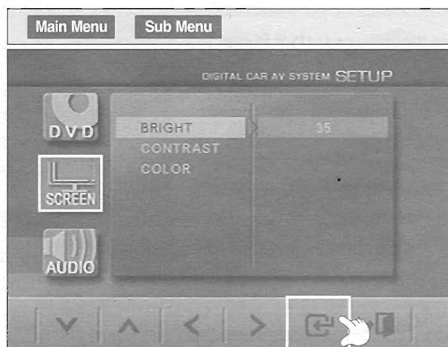 Main Menu Sub Menu
DIGITAL CAR AV SYSTEM SETUP
DVD
BRIGHT 35
CONTRAST
COLOR
SCREEN
AUDIO